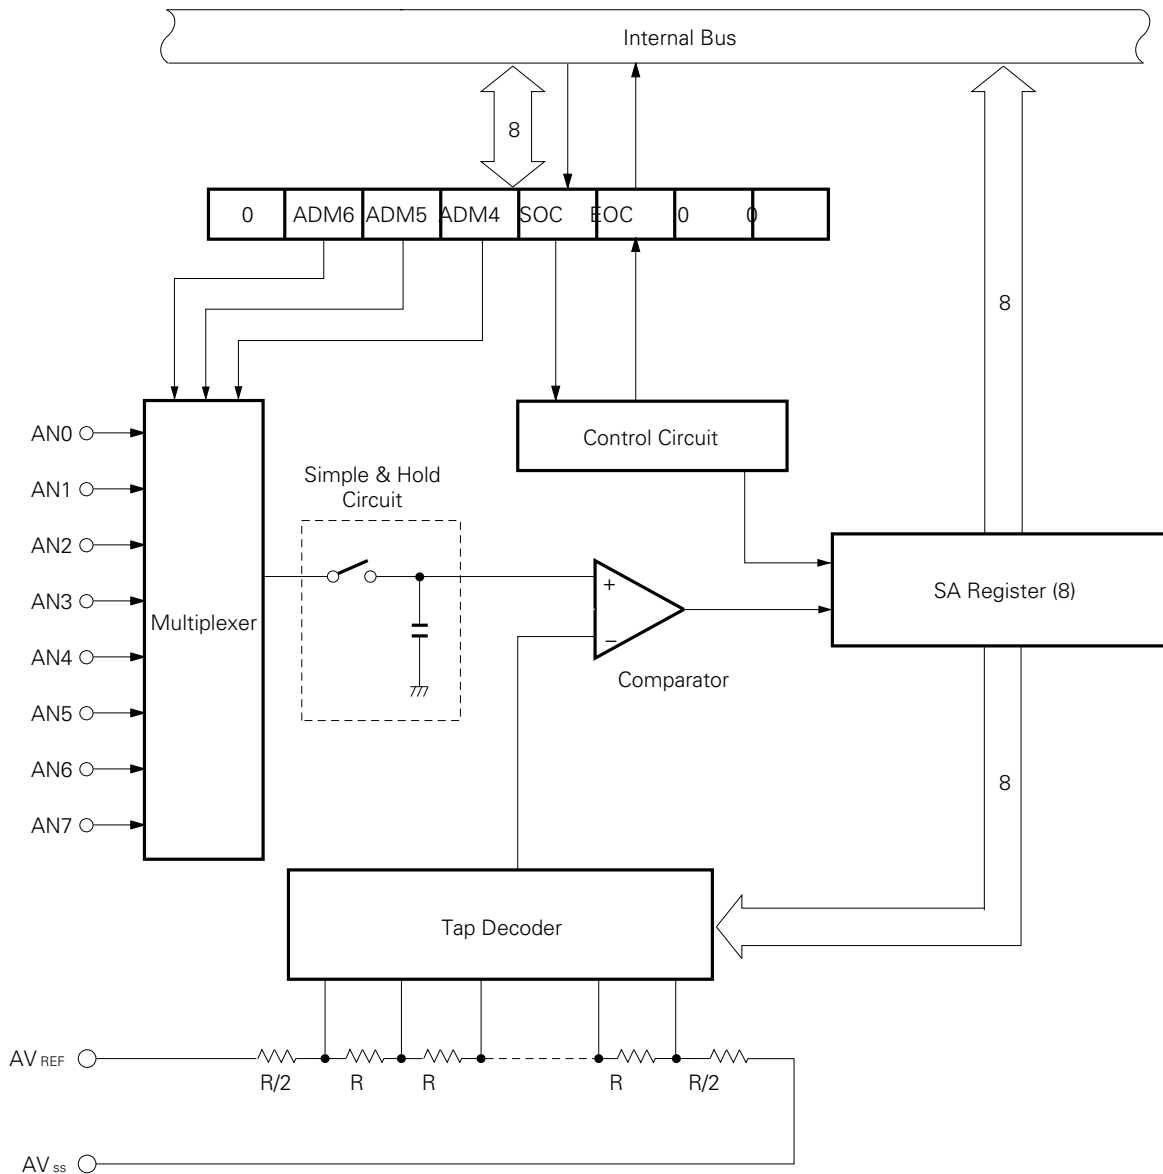 Internal Bus
8
0 ADM6 ADM5 ADM4 SOC EOC 0 0
8
Control Circuit
AN0
AN1
AN2
AN3
AN4
AN5
AN6
AN7
Multiplexer
Simple & Hold
Circuit
+
−
Comparator
SA Register (8)
8
Tap Decoder
AV REF
R/2 R R R R/2
AV ss